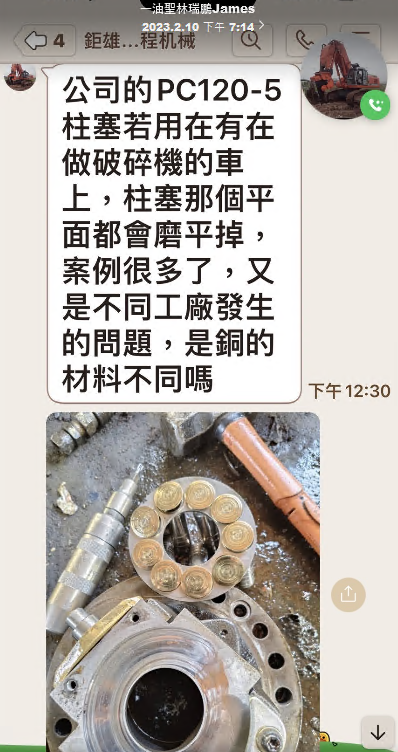 一油聖林瑞鵬James
2023.2.10 下午 7:14
4
鉅雄...程机械
公司的PC120-5
柱塞若用在有在
做破碎機的車
上，柱塞那個平
面都會磨平掉，
案例很多了，又
是不同工廠發生
的問題，是銅的
材料不同嗎
下午 12:30